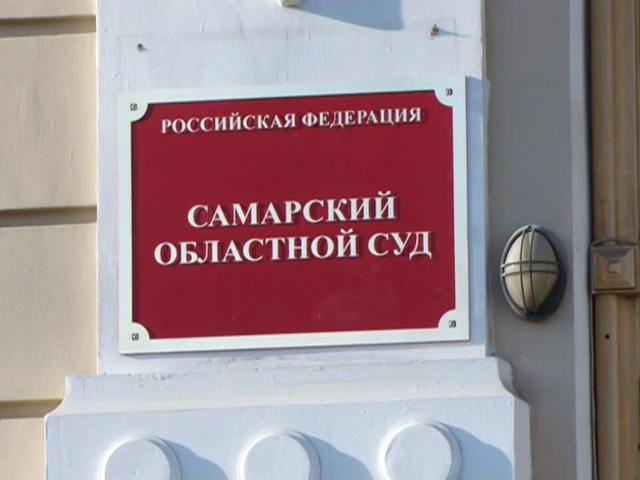 РОССИЙСКАЯ ФЕДЕРАЦИЯ
САМАРСКИЙ
ОБЛАСТНОЙ СУД